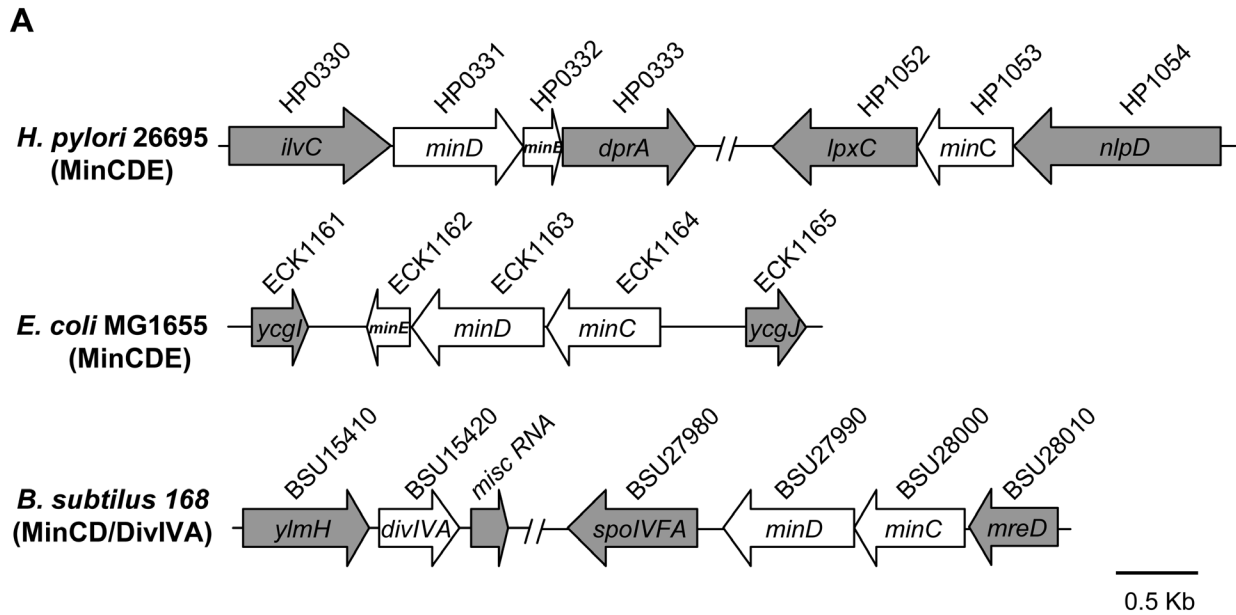 A
HP0330 HP0331 HP0332 HP0333 HP1052 HP1053 HP1054
H. pylori 26695
(MinCDE)
ilvC minD minE dprA // lpxC minC nlpD
ECK1161 ECK1162 ECK1163 ECK1164 ECK1165
E. coli MG1655
(MinCDE)
ycgI minE minD minC ycgJ
BSU15410 BSU15420 misc RNA BSU27980 BSU27990 BSU28000 BSU28010
B. subtilus 168
(MinCD/DivIVA)
ylmH divIVA // spoIVFA minD minC mreD
0.5 Kb